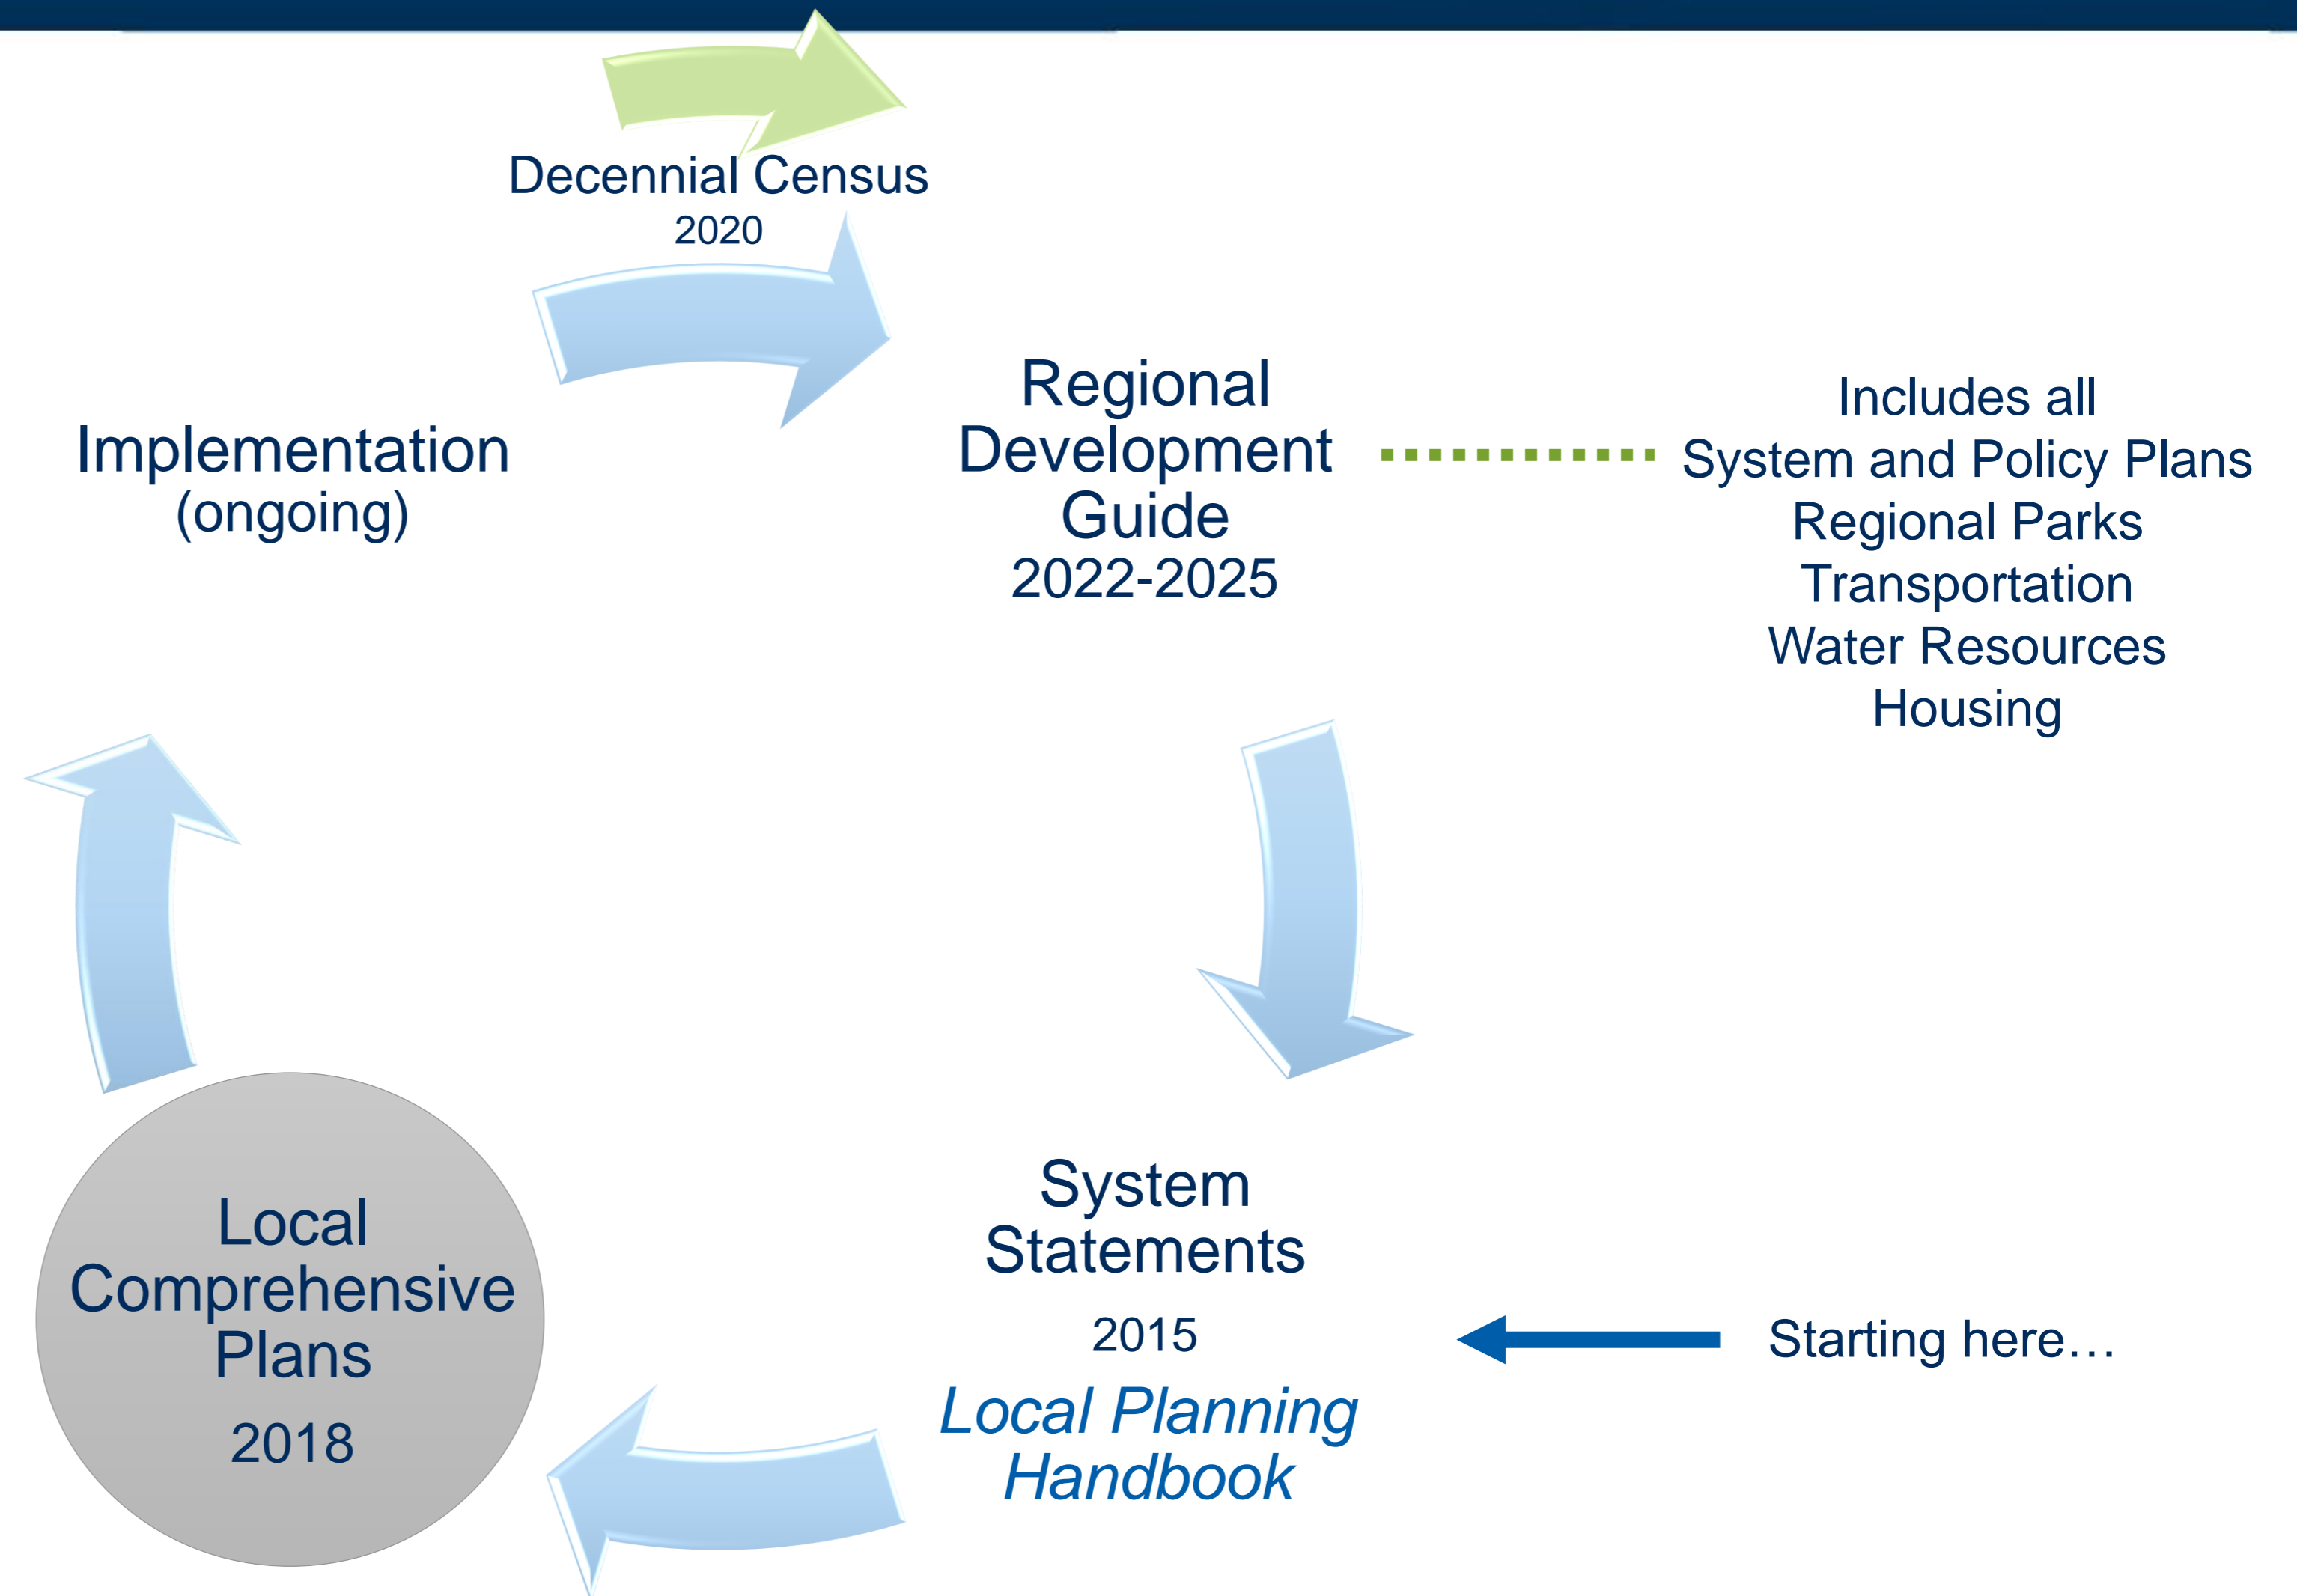 Decennial Census
2020
Implementation
(ongoing)
Regional
Development
Guide
2022-2025
Includes all
System and Policy Plans
Regional Parks
Transportation
Water Resources
Housing
Local
Comprehensive
Plans
2018
System
Statements
2015
Local Planning
Handbook
Starting here…